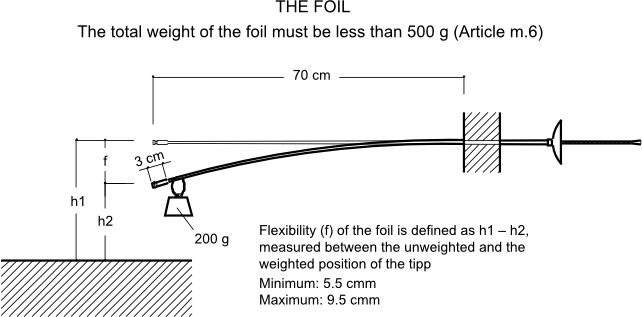 THE FOIL
The total weight of the foil must be less than 500 g (Article m.6)
70 cm
3 cm
f
h1
h2
200 g
Flexibility (f) of the foil is defined as h1 – h2,
measured between the unweighted and the
weighted position of the tipp
Minimum: 5.5 cmm
Maximum: 9.5 cmm